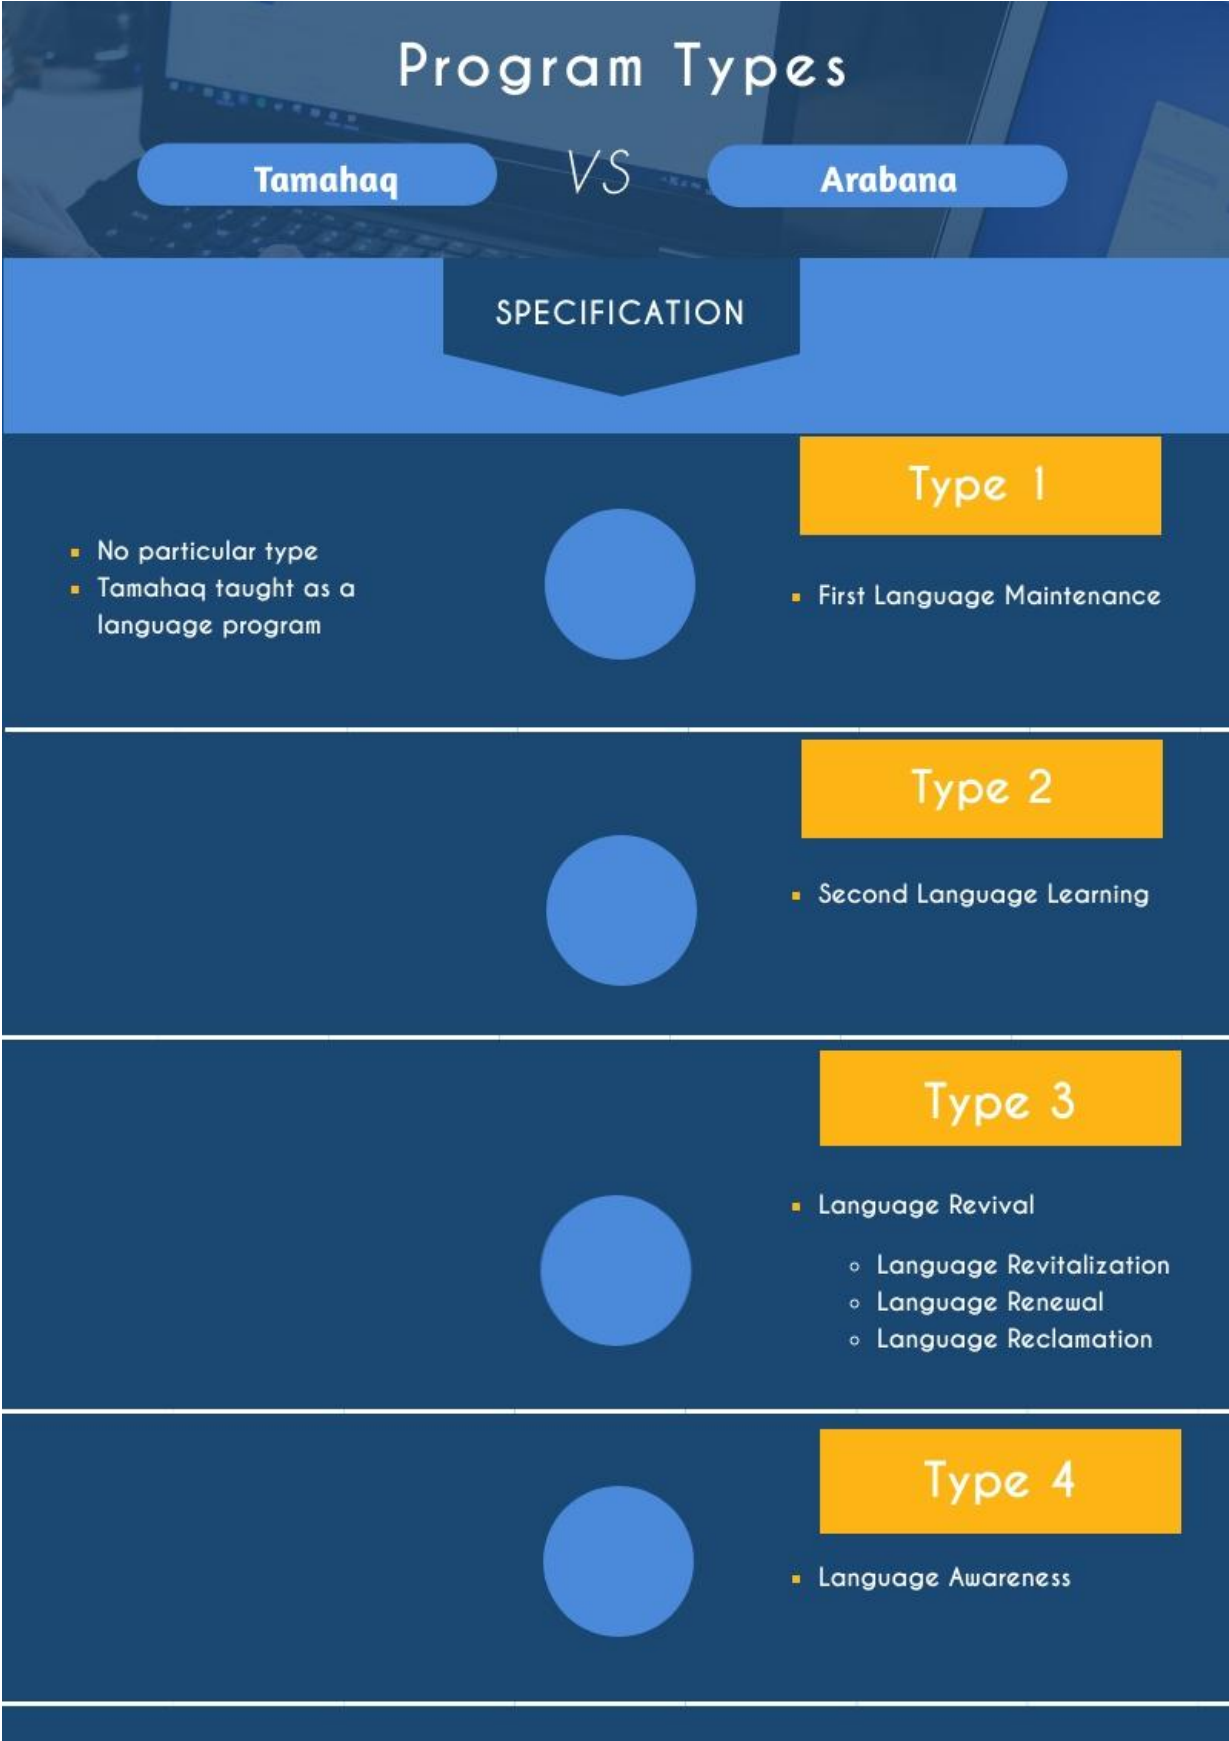 Program Types
Tamahaq VS Arabana
SPECIFICATION
No particular type
Tamahaq taught as a
language program
Type 1
First Language Maintenance
Type 2
Second Language Learning
Type 3
Language Revival
Language Revitalization
Language Renewal
Language Reclamation
Type 4
Language Awareness